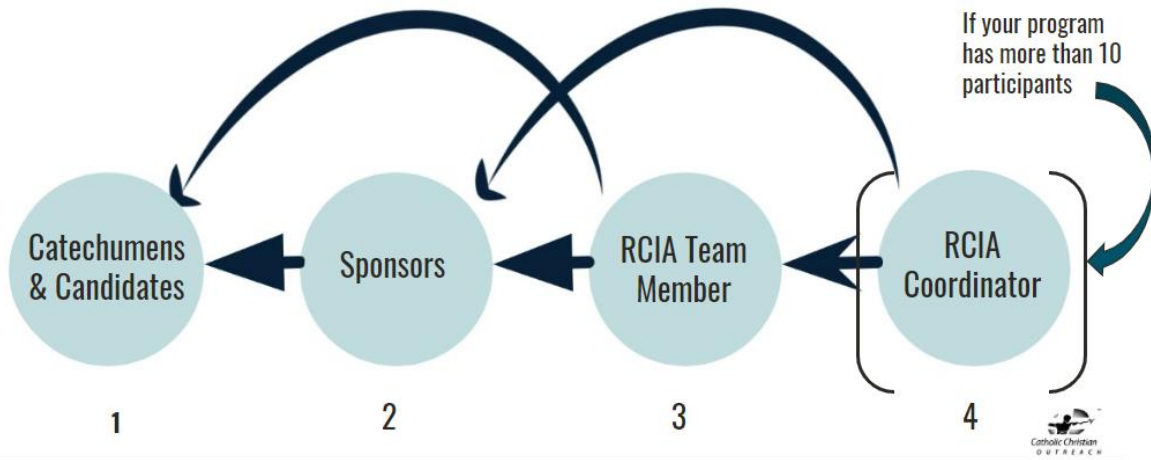 If your program
has more than 10
participants
Catechumens
& Candidates
Sponsors
RCIA Team
Member
RCIA
Coordinator
1
2
3
4
Catholic Christian
OUTREACH